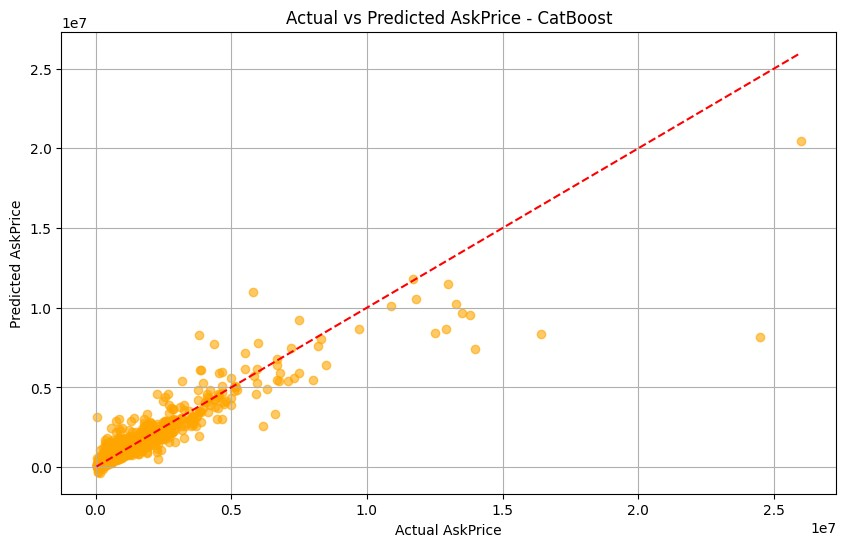 Actual vs Predicted AskPrice - CatBoost
1e7
2.5
2.0
1.5
1.0
0.5
0.0
Predicted AskPrice
0.0 0.5 1.0 1.5 2.0 2.5
1e7
Actual AskPrice